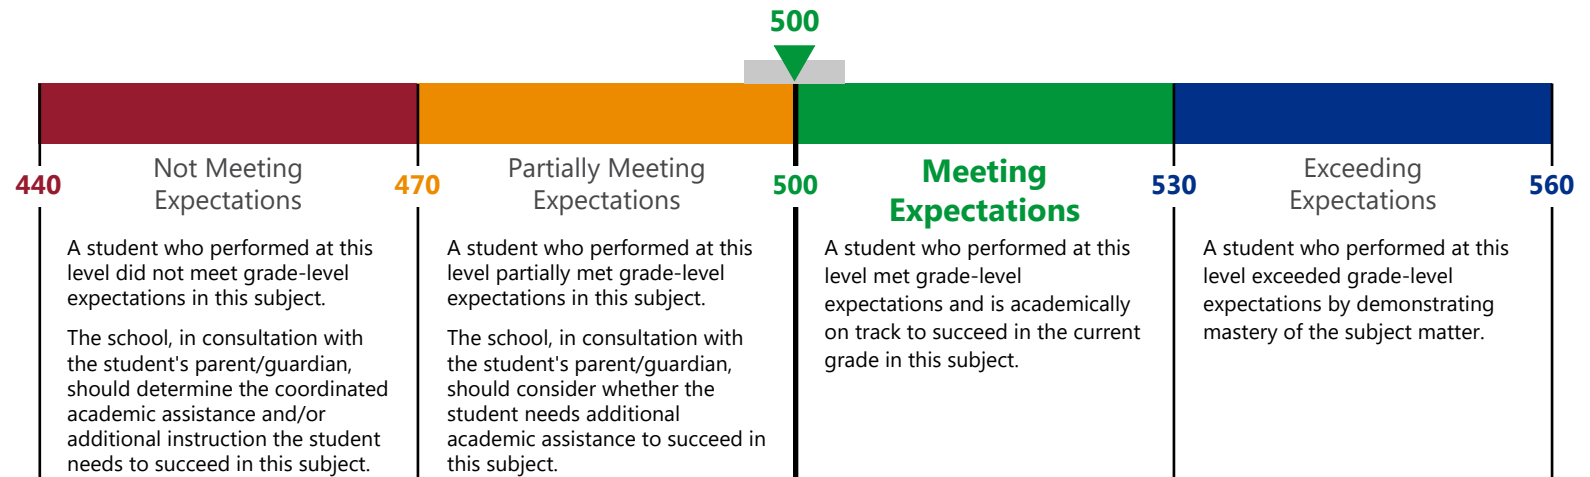 500
440
Not Meeting
Expectations
470
Partially Meeting
Expectations
500
Meeting
Expectations
530
Exceeding
Expectations
560
A student who performed at this
level did not meet grade-level
expectations in this subject.
The school, in consultation with
the student's parent/guardian,
should determine the coordinated
academic assistance and/or
additional instruction the student
needs to succeed in this subject.
A student who performed at this
level partially met grade-level
expectations in this subject.
The school, in consultation with
the student's parent/guardian,
should consider whether the
student needs additional
academic assistance to succeed in
this subject.
A student who performed at this
level met grade-level
expectations and is academically
on track to succeed in the current
grade in this subject.
A student who performed at this
level exceeded grade-level
expectations by demonstrating
mastery of the subject matter.